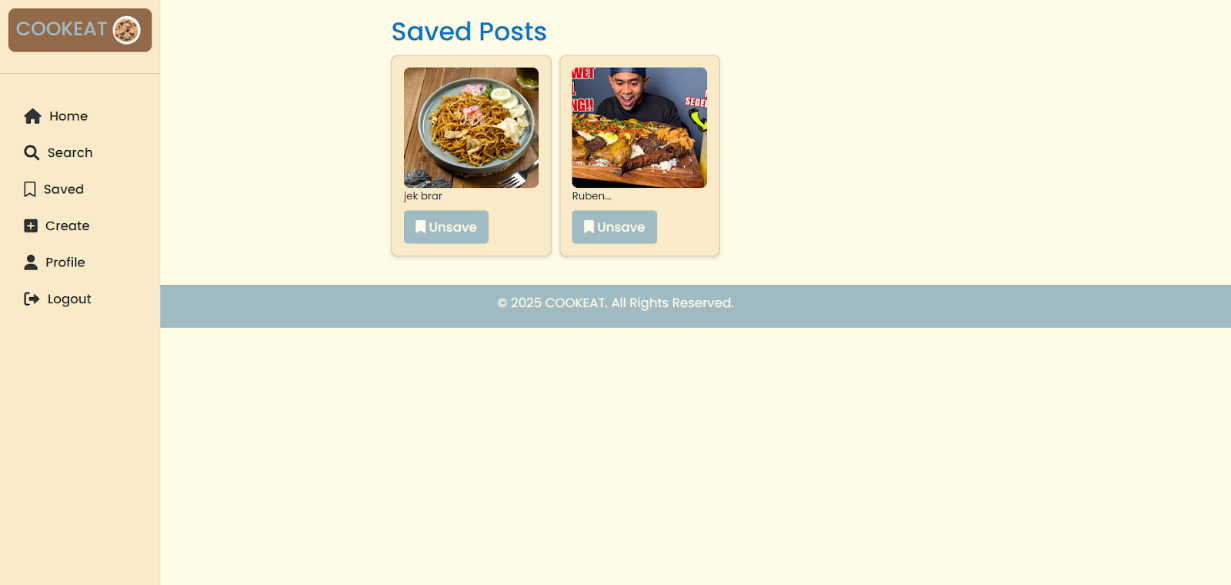 COOKEAT
Home
Search
Saved
Create
Profile
Logout
Saved Posts
NG!!
jek brar
Unsave
Ruben...
Unsave
© 2025 COOKEAT. All Rights Reserved.